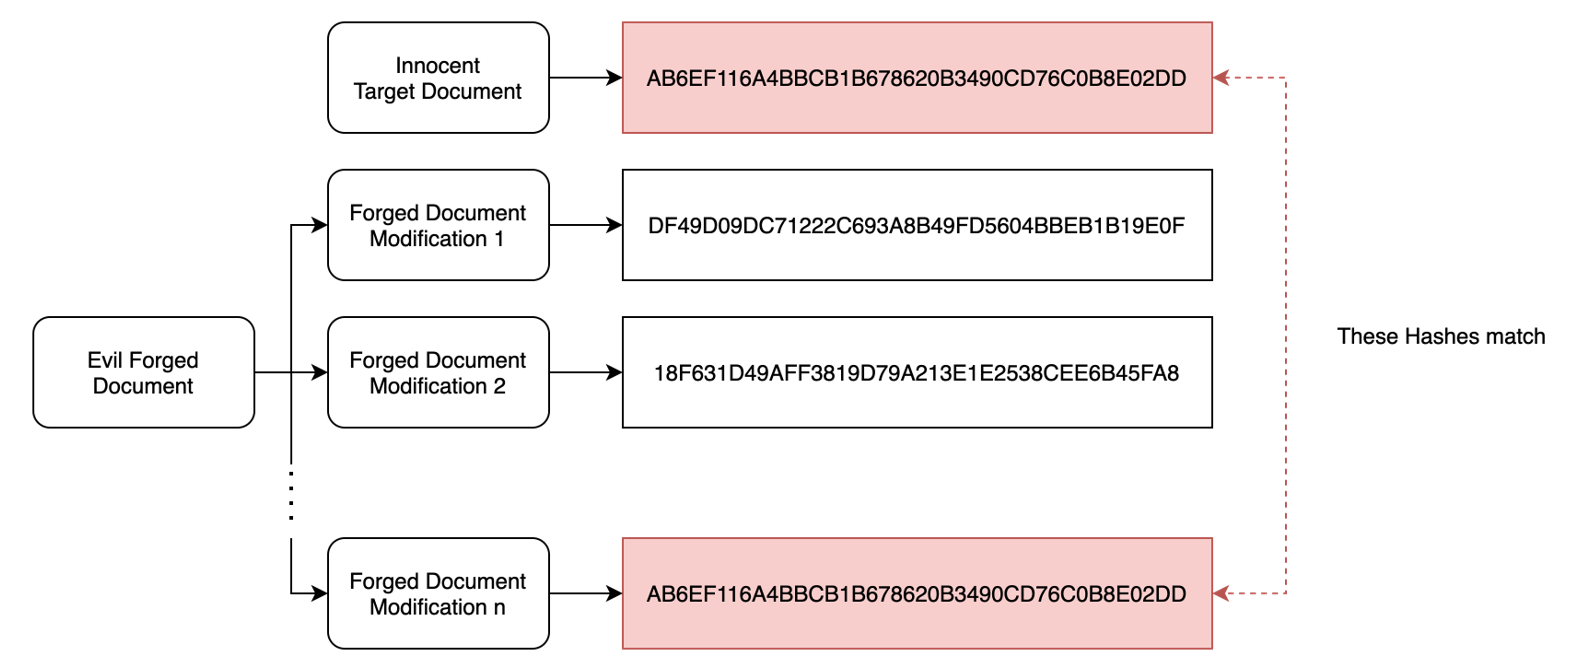 Innocent
Target Document
AB6EF116A4BBCB1B678620B3490CD76C0B8E02DD
Forged Document
Modification 1
DF49D09DC71222C693A8B49FD5604BBEB1B19E0F
Evil Forged
Document
Forged Document
Modification 2
18F631D49AFF3819D79A213E1E2538CEE6B45FA8
These Hashes match
Forged Document
Modification n
AB6EF116A4BBCB1B678620B3490CD76C0B8E02DD